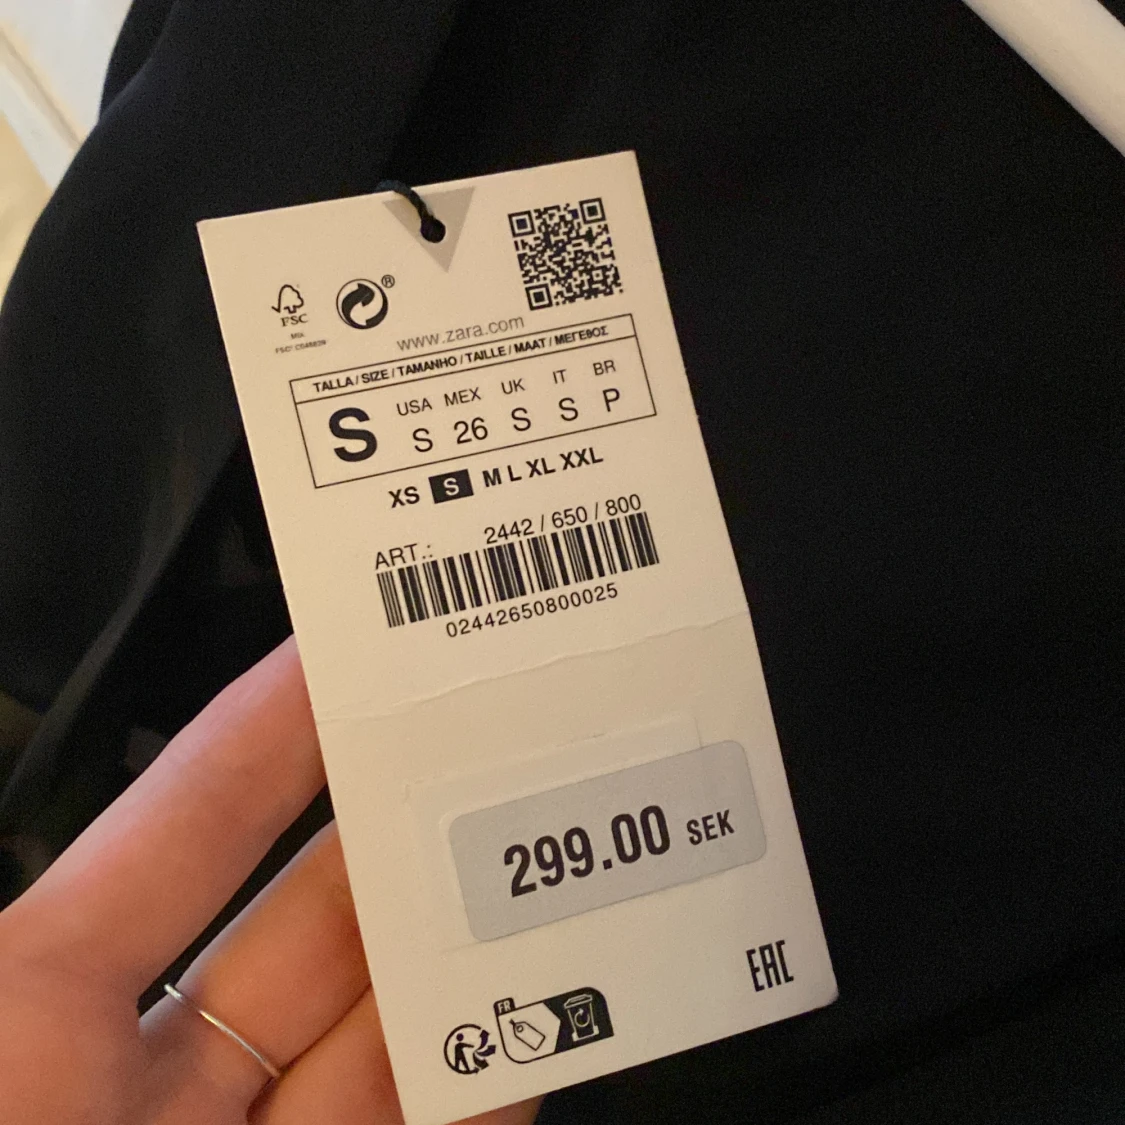 FSC
®
www.zara.com
TALLA / SIZE / TAMANHO / TAILLE / MAAT / ΜΕΓΕΘΟΣ
S
USA MEX UK IT BR
S 26 S S P
XS S M L XL XXL
ART.: 2442 / 650 / 800
02442650800025
299.00 SEK
EAC
FR